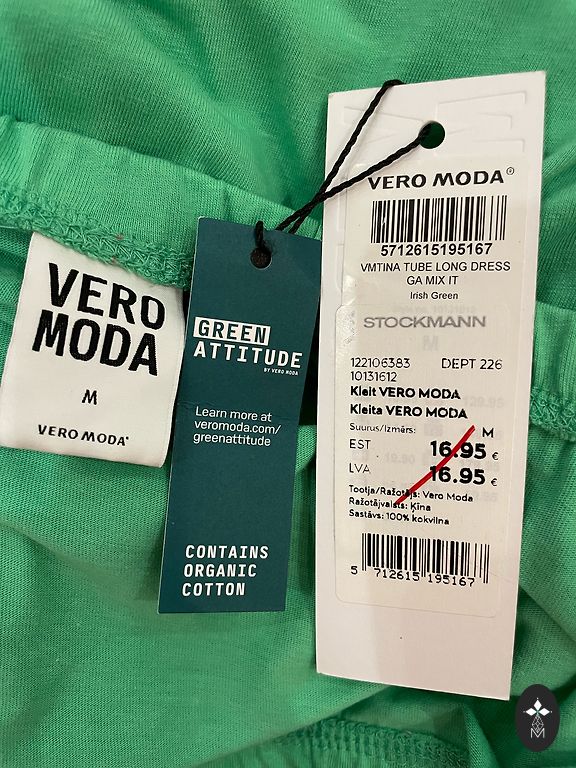 VERO
MODA
M
VERO MODA®
GREEN
ATTITUDE
BY VERO MODA
Learn more at
veromoda.com/
greenattitude
CONTAINS
ORGANIC
COTTON
VERO MODA®
5712615195167
VMTINA TUBE LONG DRESS
GA MIX IT
Irish Green
STOCKMANN
122106383 DEPT 226
10131612
Kleit VERO MODA
Kleita VERO MODA
Suurus/Izmērs: M
EST 16.95 €
LVA 16.95 €
Tootja/Ražotājs: Vero Moda
Ražotājvalsts: Ķīna
Sastāvs: 100% kokvilna
5 712615 195167